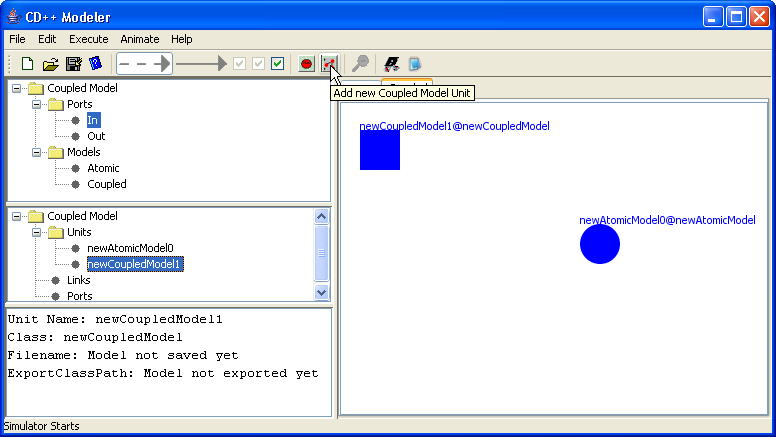 CD++ Modeler
File Edit Execute Animate Help
Add new Coupled Model Unit
Coupled Model
Ports
In
Out
Models
Atomic
Coupled
Coupled Model
Units
newAtomicModel0
newCoupledModel1
Links
Ports
Unit Name: newCoupledModel1
Class: newCoupledModel
Filename: Model not saved yet
ExportClassPath: Model not exported yet
newCoupledModel1@newCoupledModel
newAtomicModel0@newAtomicModel
Simulator Starts